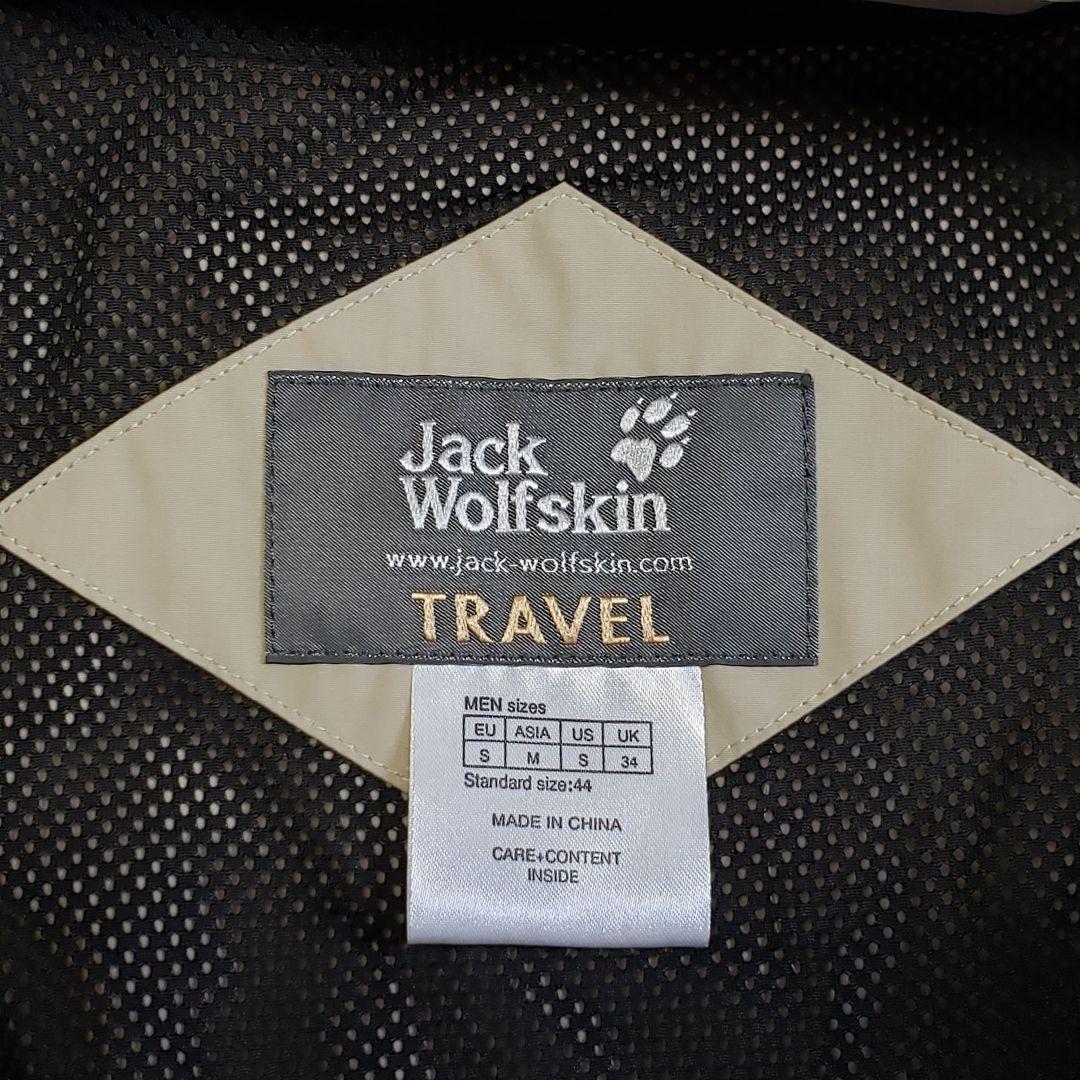 Jack
Wolfskin
www.jack-wolfskin.com
TRAVEL
MEN sizes
EU ASIA US UK
S M S 34
Standard size:44
MADE IN CHINA
CARE+CONTENT
INSIDE